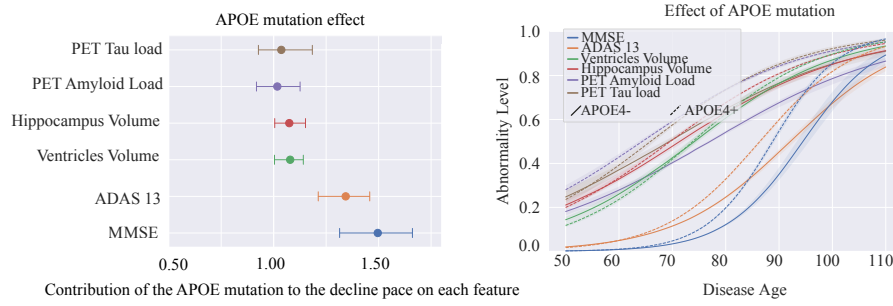 APOE mutation effect
PET Tau load
PET Amyloid Load
Hippocampus Volume
Ventricles Volume
ADAS 13
MMSE
0.50 1.00 1.50
Contribution of the APOE mutation to the decline pace on each feature
Effect of APOE mutation
Abnormality Level
1.0
0.8
0.6
0.4
0.2
0.0
MMSE
ADAS 13
Ventricles Volume
Hippocampus Volume
PET Amyloid Load
PET Tau load
APOE4- APOE4+
50 60 70 80 90 100 110
Disease Age